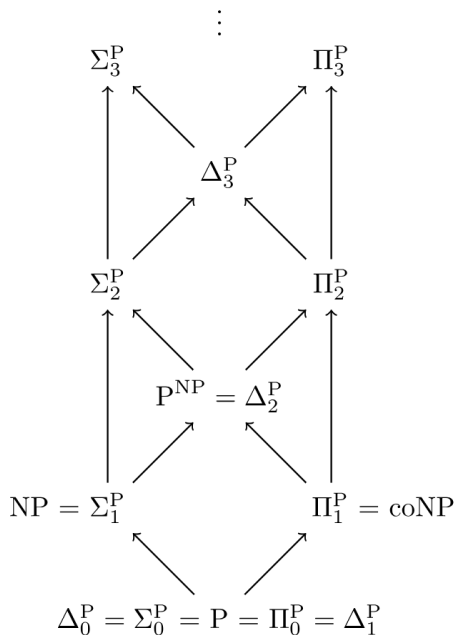 ⋮
Σ₃ᴾ Π₃ᴾ
Δ₃ᴾ
Σ₂ᴾ Π₂ᴾ
Pᴺᴾ = Δ₂ᴾ
NP = Σ₁ᴾ Π₁ᴾ = coNP
Δ₀ᴾ = Σ₀ᴾ = P = Π₀ᴾ = Δ₁ᴾ